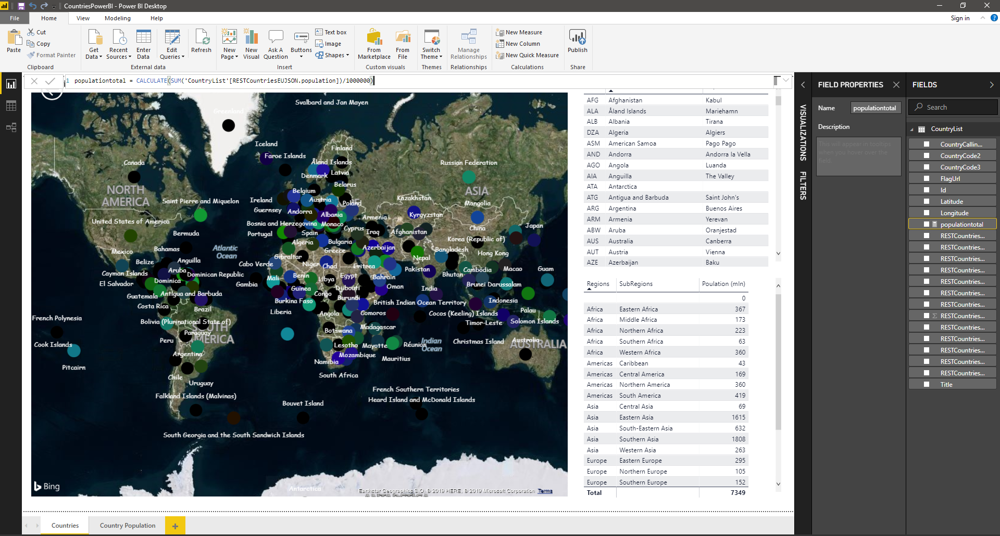 CountriesPowerBI - Power BI Desktop
File Home View Modeling Help Sign in
Paste Cut Copy Format Painter Clipboard
Get Data Recent Sources Enter Data Edit Queries Refresh External data
New Page New Visual Ask A Question Buttons Text box Image Shapes Insert
From Marketplace From File Custom visuals
Switch Theme Themes
Manage Relationships Relationships
New Measure New Column New Quick Measure Calculations
Publish Share
1 populationtotal = CALCULATE(SUM('CountryList'[RESTCountriesEUJSON.population])/1000000)
Greenland
Svalbard and Jan Mayen
Iceland
Finland
Faroe Islands
Canada
Åland Islands
Russian Federation
Denmark
Latvia
Belarus
NORTH AMERICA
Belgium
ASIA
Saint Pierre and Miquelon
Ireland
Austria
Poland
Kazakhstan
Mongolia
Guernsey
Andorra
Albania
Armenia
Kyrgyzstan
United States of America
Bosnia and Herzegovina
Monaco
Cyprus
Iraq
Afghanistan
China
Japan
Bermuda
Portugal
Spain
Algeria
Bulgaria
Korea (Republic of)
Bahamas
Atlantic Ocean
Greece
Azerbaijan
Bangladesh
Mexico
Gibraltar
Nepal
Hong Kong
Belize
Anguilla
Cabo Verde
Niger
Chad
Eritrea
Pakistan
Cambodia
Macao
Guam
Cayman Islands
Aruba
Dominican Republic
Mali
Benin
Libya
Egypt
Bahrain
Bhutan
El Salvador
Dominica
Gambia
Guinea
Djibouti
Oman
India
Brunei Darussalam
Guatemala
Antigua and Barbuda
Congo
Burkina Faso
Burundi
British Indian Ocean Territory
Indonesia
Costa Rica
Brazil
Liberia
Angola
Comoros
Cocos (Keeling) Islands
Palau
French Polynesia
Bolivia (Plurinational State of)
SOUTH AMERICA
Botswana
Madagascar
Timor-Leste
Solomon Islands
Paraguay
Peru
Cook Islands
Lesotho
Mayotte
Réunion
Indian Ocean
Christmas Island
Australia
AUSTRALIA
Argentina
Mozambique
Mauritius
Pitcairn
Namibia
Chile
South Africa
Uruguay
French Southern Territories
Falkland Islands (Malvinas)
Bouvet Island
Heard Island and McDonald Islands
South Georgia and the South Sandwich Islands
Bing
Antarctica
Earthstar Geographics SIO, © 2019 HERE, © 2019 Microsoft Corporation Terms
ANTARCTICA
AFG Afghanistan Kabul
ALA Åland Islands Mariehamn
ALB Albania Tirana
DZA Algeria Algiers
ASM American Samoa Pago Pago
AND Andorra Andorra la Vella
AGO Angola Luanda
AIA Anguilla The Valley
ATA Antarctica
ATG Antigua and Barbuda Saint John's
ARG Argentina Buenos Aires
ARM Armenia Yerevan
ABW Aruba Oranjestad
AUS Australia Canberra
AUT Austria Vienna
AZE Azerbaijan Baku
Regions SubRegions Poulation (mln)
0
Africa Eastern Africa 367
Africa Middle Africa 173
Africa Northern Africa 223
Africa Southern Africa 63
Africa Western Africa 360
Americas Caribbean 43
Americas Central America 169
Americas Northern America 360
Americas South America 419
Asia Central Asia 69
Asia Eastern Asia 1615
Asia South-Eastern Asia 632
Asia Southern Asia 1808
Asia Western Asia 263
Europe Eastern Europe 295
Europe Northern Europe 105
Europe Southern Europe 152
Total 7349
VISUALIZATIONS
FILTERS
FIELD PROPERTIES
Name populationtotal
Description
This will appear in tooltips when you hover over the field.
FIELDS
Search
CountryList
CountryCallin...
CountryCode2
CountryCode3
FlagUrl
Id
Latitude
Longitude
populationtotal
RESTCountries...
RESTCountries...
RESTCountries...
RESTCountries...
RESTCountries...
RESTCountries...
RESTCountries...
Σ RESTCountries...
RESTCountries...
RESTCountries...
RESTCountries...
RESTCountries...
RESTCountries...
Title
Countries Country Population +